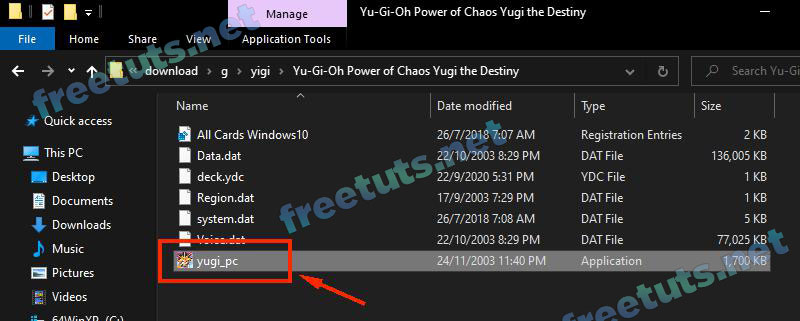 Manage
Yu-Gi-Oh Power of Chaos Yugi the Destiny
File Home Share View Application Tools
download › g › yigi › Yu-Gi-Oh Power of Chaos Yugi the Destiny
Search Yu-Gi
Name Date modified Type Size
Quick access
This PC
Desktop
Documents
Downloads
Music
Pictures
Videos
64WinXP (C:)
All Cards Windows10 26/7/2018 7:07 AM Registration Entries 2 KB
Data.dat 22/10/2003 8:29 PM DAT File 136,005 KB
deck.ydc 22/9/2020 5:31 PM YDC File 1 KB
Region.dat 17/9/2003 7:29 PM DAT File 1 KB
system.dat 26/7/2018 7:08 AM DAT File 5 KB
Voice.dat 22/10/2003 8:29 PM DAT File 77,025 KB
yugi_pc 24/11/2003 11:40 PM Application 1,700 KB
freetuts.net
freetuts.net
freetuts.net